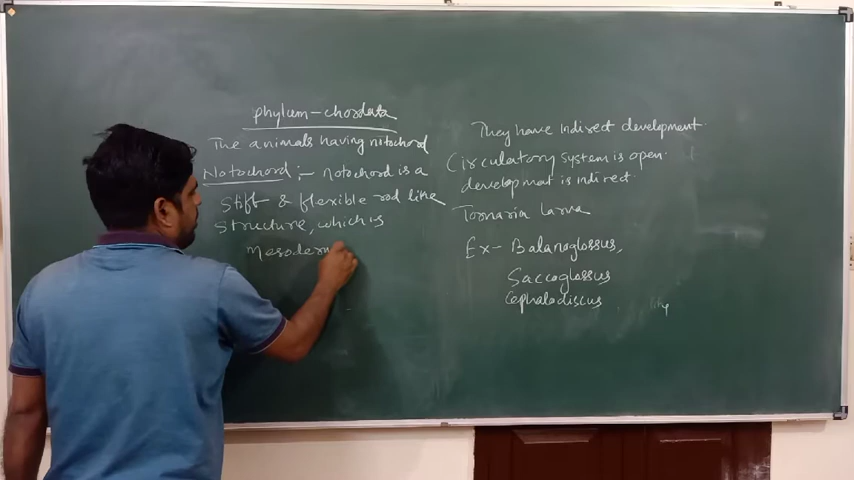 Phylum-chordata
The animals having notochord
Notochord:- notochord is a
stiff & flexible rod like
structure, which is
mesoderm
They have indirect development.
Circulatory system is open.
development is indirect.
Tornaria larva
Ex- Balanoglossus,
Saccoglossus
Cephalodiscus